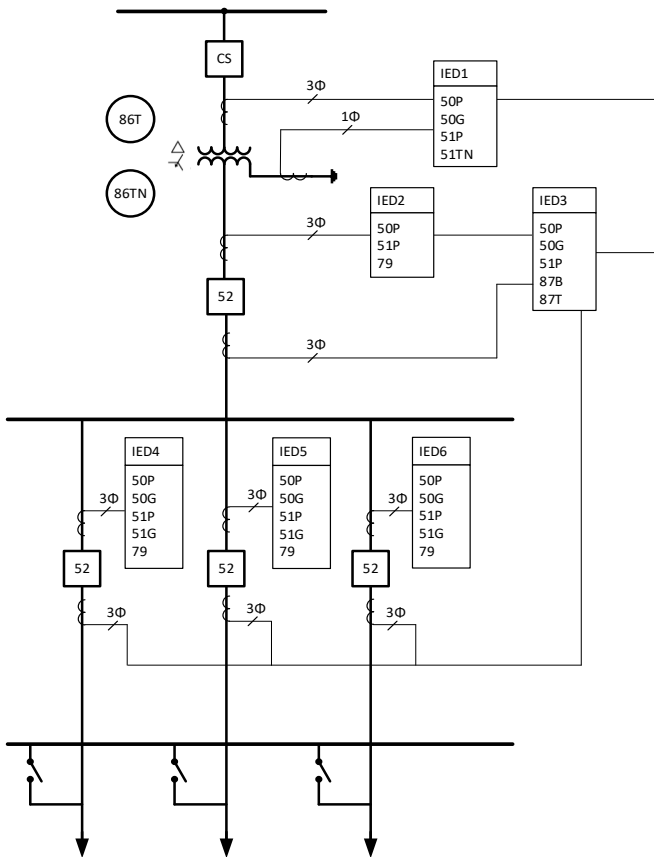 CS
3Φ
IED1
50P
50G
51P
51TN
1Φ
86T
86TN
3Φ
IED2
50P
51P
79
IED3
50P
50G
51P
87B
87T
52
3Φ
IED4
50P
50G
51P
51G
79
3Φ
IED5
50P
50G
51P
51G
79
3Φ
IED6
50P
50G
51P
51G
79
3Φ
52
52
52
3Φ
3Φ
3Φ